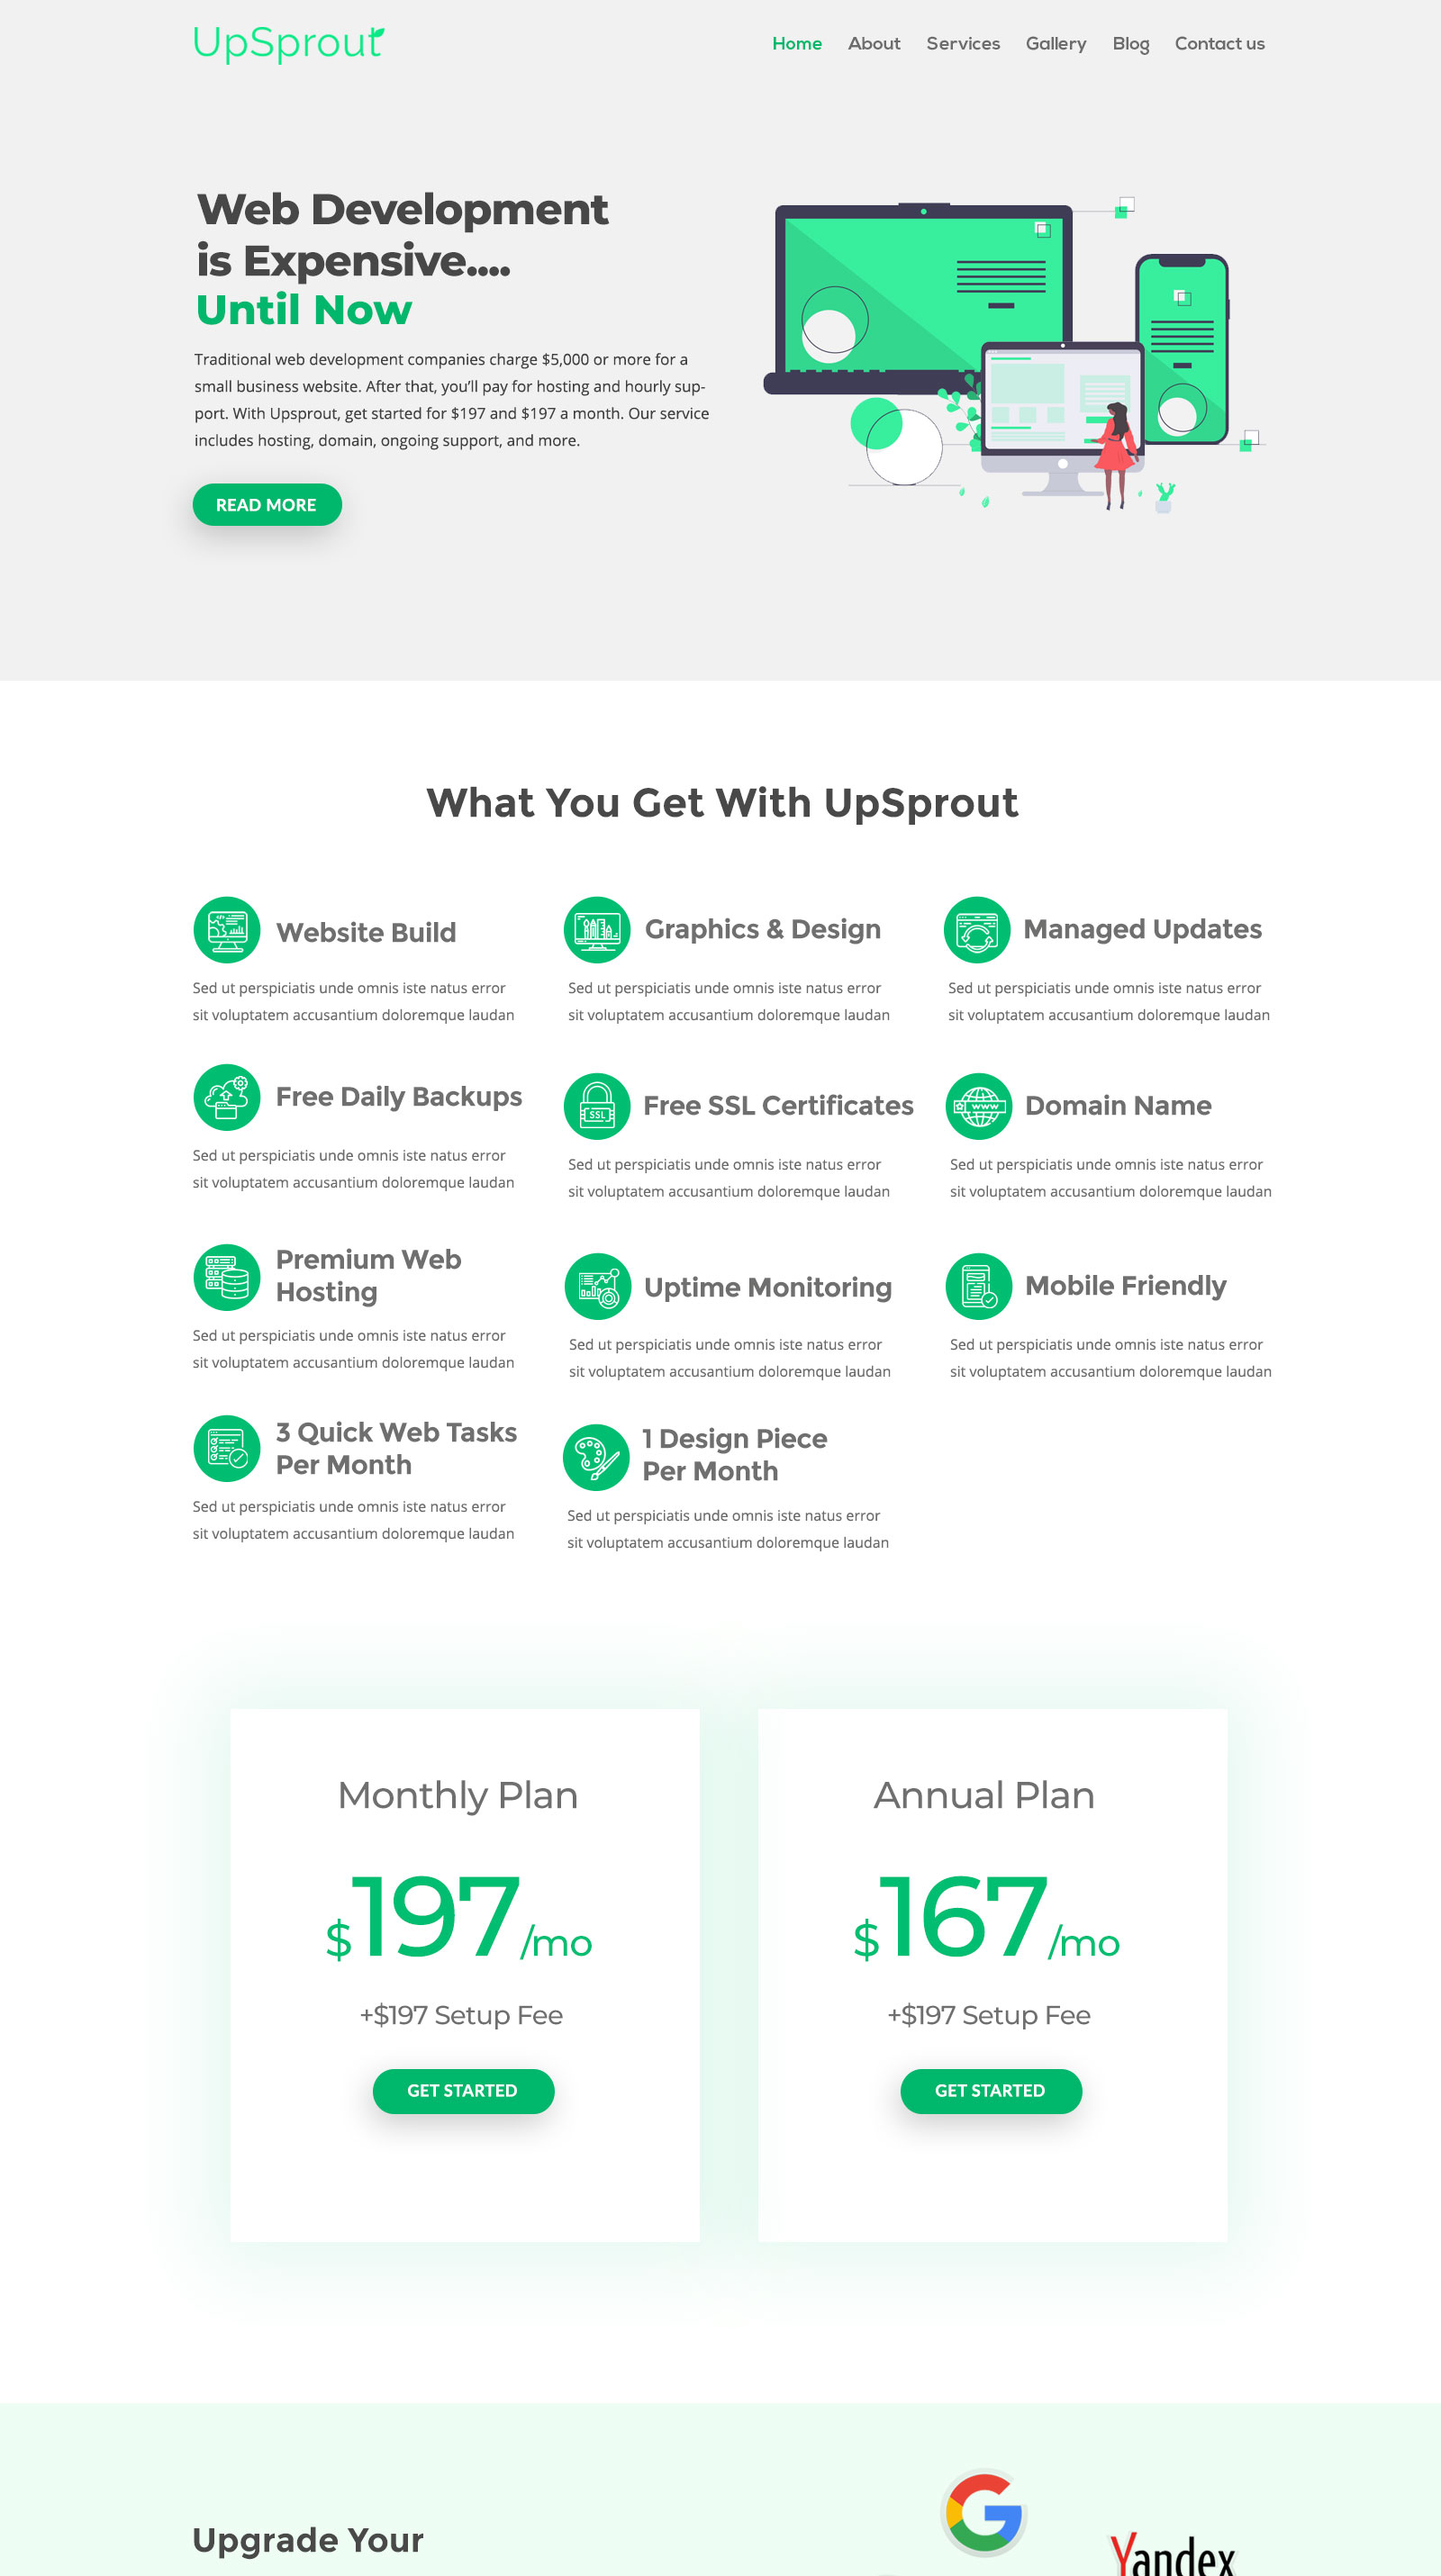 UpSprout
Home About Services Gallery Blog Contact us
Web Development
is Expensive....
Until Now
Traditional web development companies charge $5,000 or more for a
small business website. After that, you'll pay for hosting and hourly sup-
port. With Upsprout, get started for $197 and $197 a month. Our service
includes hosting, domain, ongoing support, and more.
READ MORE
What You Get With UpSprout
Website Build
Sed ut perspiciatis unde omnis iste natus error
sit voluptatem accusantium doloremque laudan
Graphics & Design
Sed ut perspiciatis unde omnis iste natus error
sit voluptatem accusantium doloremque laudan
Managed Updates
Sed ut perspiciatis unde omnis iste natus error
sit voluptatem accusantium doloremque laudan
Free Daily Backups
Sed ut perspiciatis unde omnis iste natus error
sit voluptatem accusantium doloremque laudan
SSL
Free SSL Certificates
Sed ut perspiciatis unde omnis iste natus error
sit voluptatem accusantium doloremque laudan
WWW
Domain Name
Sed ut perspiciatis unde omnis iste natus error
sit voluptatem accusantium doloremque laudan
Premium Web
Hosting
Sed ut perspiciatis unde omnis iste natus error
sit voluptatem accusantium doloremque laudan
Uptime Monitoring
Sed ut perspiciatis unde omnis iste natus error
sit voluptatem accusantium doloremque laudan
Mobile Friendly
Sed ut perspiciatis unde omnis iste natus error
sit voluptatem accusantium doloremque laudan
3 Quick Web Tasks
Per Month
Sed ut perspiciatis unde omnis iste natus error
sit voluptatem accusantium doloremque laudan
1 Design Piece
Per Month
Sed ut perspiciatis unde omnis iste natus error
sit voluptatem accusantium doloremque laudan
Monthly Plan
$197/mo
+$197 Setup Fee
GET STARTED
Annual Plan
$167/mo
+$197 Setup Fee
GET STARTED
Upgrade Your
G
Yandex